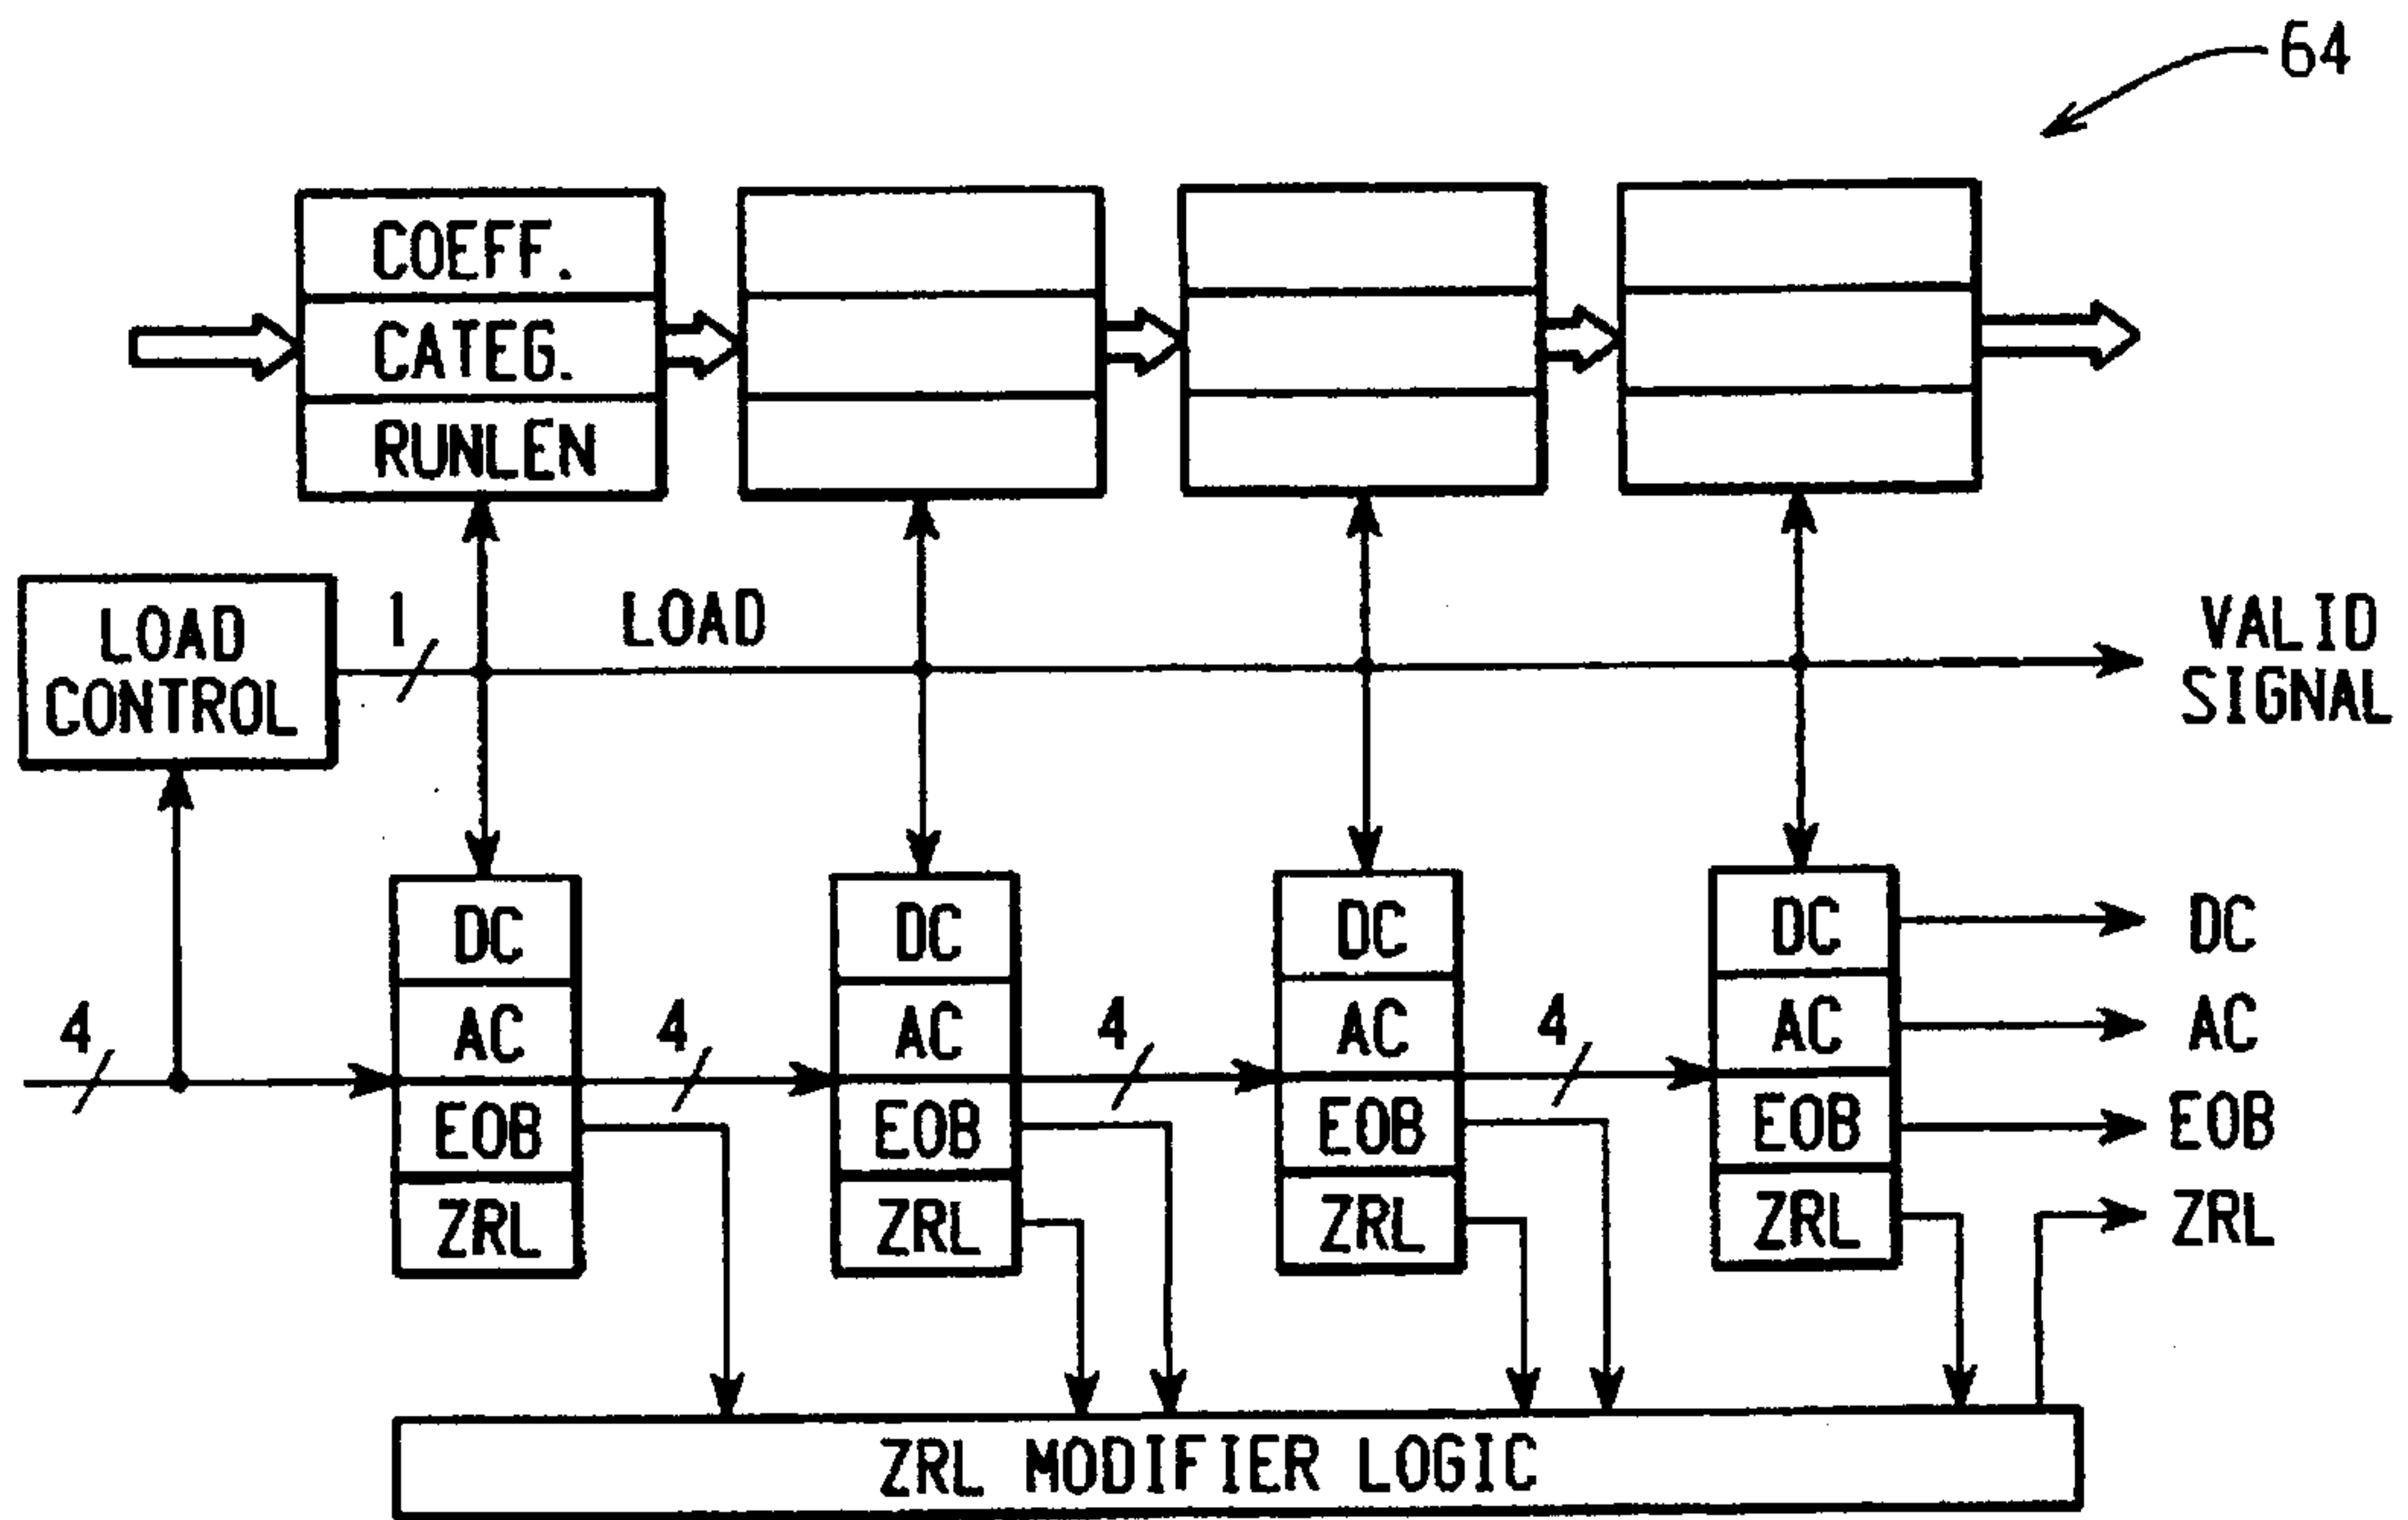 64
COEFF.
CATEG.
RUNLEN
LOAD
CONTROL
1
LOAD
VALID
SIGNAL
4
DC
AC
EOB
ZRL
4
DC
AC
EOB
ZRL
4
DC
AC
EOB
ZRL
4
DC
AC
EOB
ZRL
DC
AC
EOB
ZRL
ZRL MODIFIER LOGIC